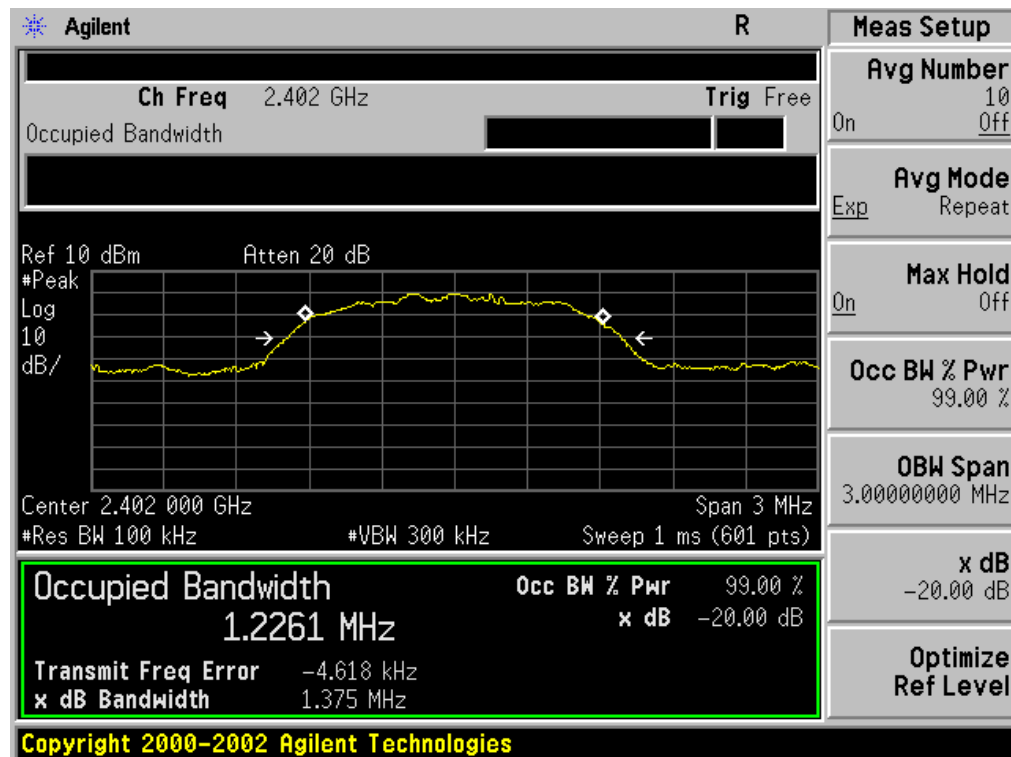 Agilent R
Ch Freq 2.402 GHz Trig Free
Occupied Bandwidth
Ref 10 dBm Atten 20 dB
#Peak
Log
10
dB/
Center 2.402 000 GHz Span 3 MHz
#Res BW 100 kHz #VBW 300 kHz Sweep 1 ms (601 pts)
Occupied Bandwidth Occ BW % Pwr 99.00 %
1.2261 MHz x dB -20.00 dB
Transmit Freq Error -4.618 kHz
x dB Bandwidth 1.375 MHz
Copyright 2000-2002 Agilent Technologies
Meas Setup
Avg Number
10
On Off
Avg Mode
Exp Repeat
Max Hold
On Off
Occ BW % Pwr
99.00 %
OBW Span
3.00000000 MHz
x dB
-20.00 dB
Optimize
Ref Level